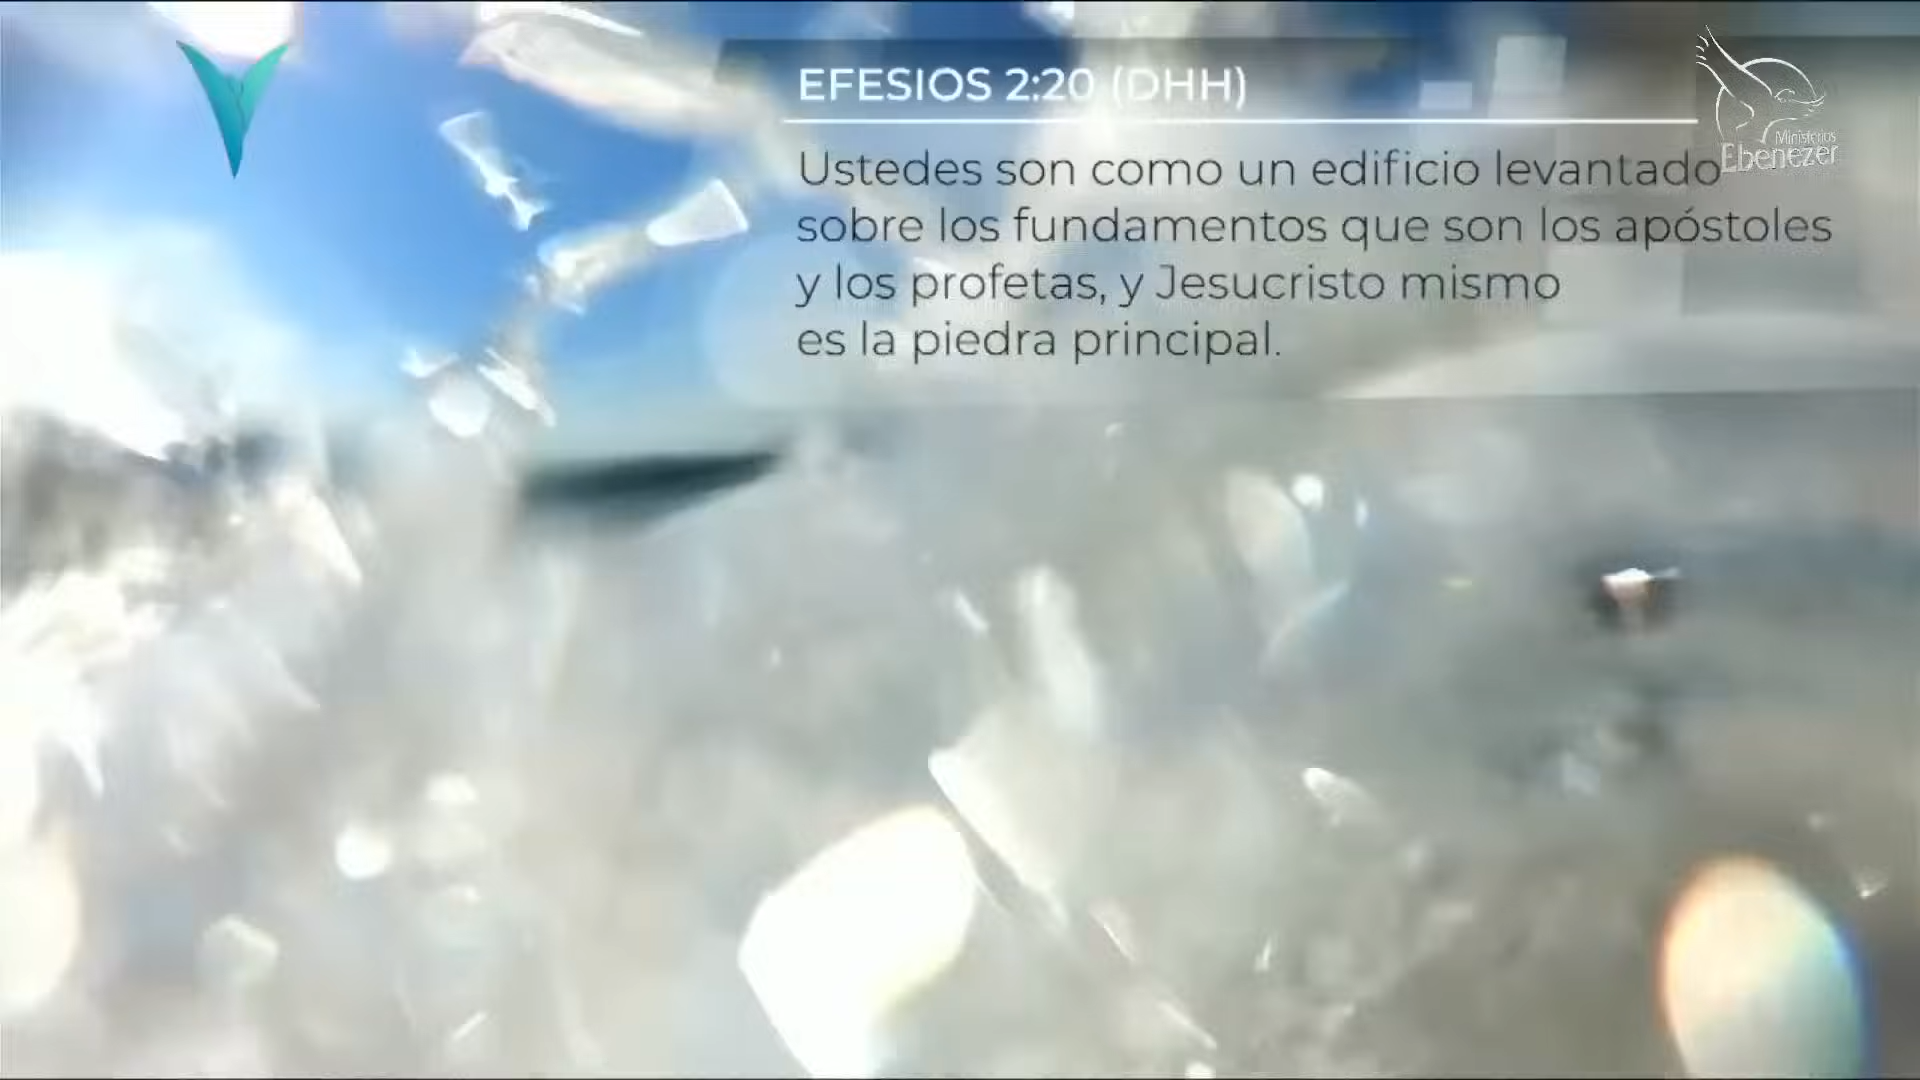 EFESIOS 2:20 (DHH)
Ustedes son como un edificio levantado
sobre los fundamentos que son los apóstoles
y los profetas, y Jesucristo mismo
es la piedra principal.
Ministerios
Ebenezer